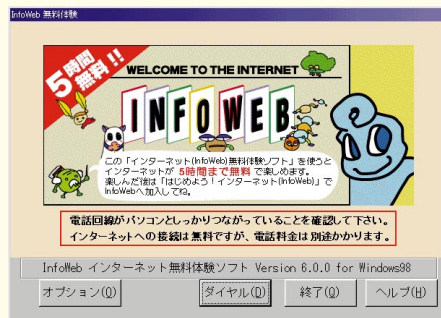 InfoWeb 無料体験
5時間
無料!!
WELCOME TO THE INTERNET
INFOWEB
この「インターネット(InfoWeb)無料体験ソフト」を使うと
インターネットが 5時間まで無料 で楽しめます。
楽しんだ後は「はじめよう!インターネット(InfoWeb)」で
InfoWebへ加入してね。
電話回線がパソコンとしっかりつながっていることを確認して下さい。
インターネットへの接続は無料ですが、電話料金は別途かかります。
InfoWeb インターネット無料体験ソフト Version 6.0.0 for Windows98
オプション(O)
ダイヤル(D)
終了(Q)
ヘルプ(H)